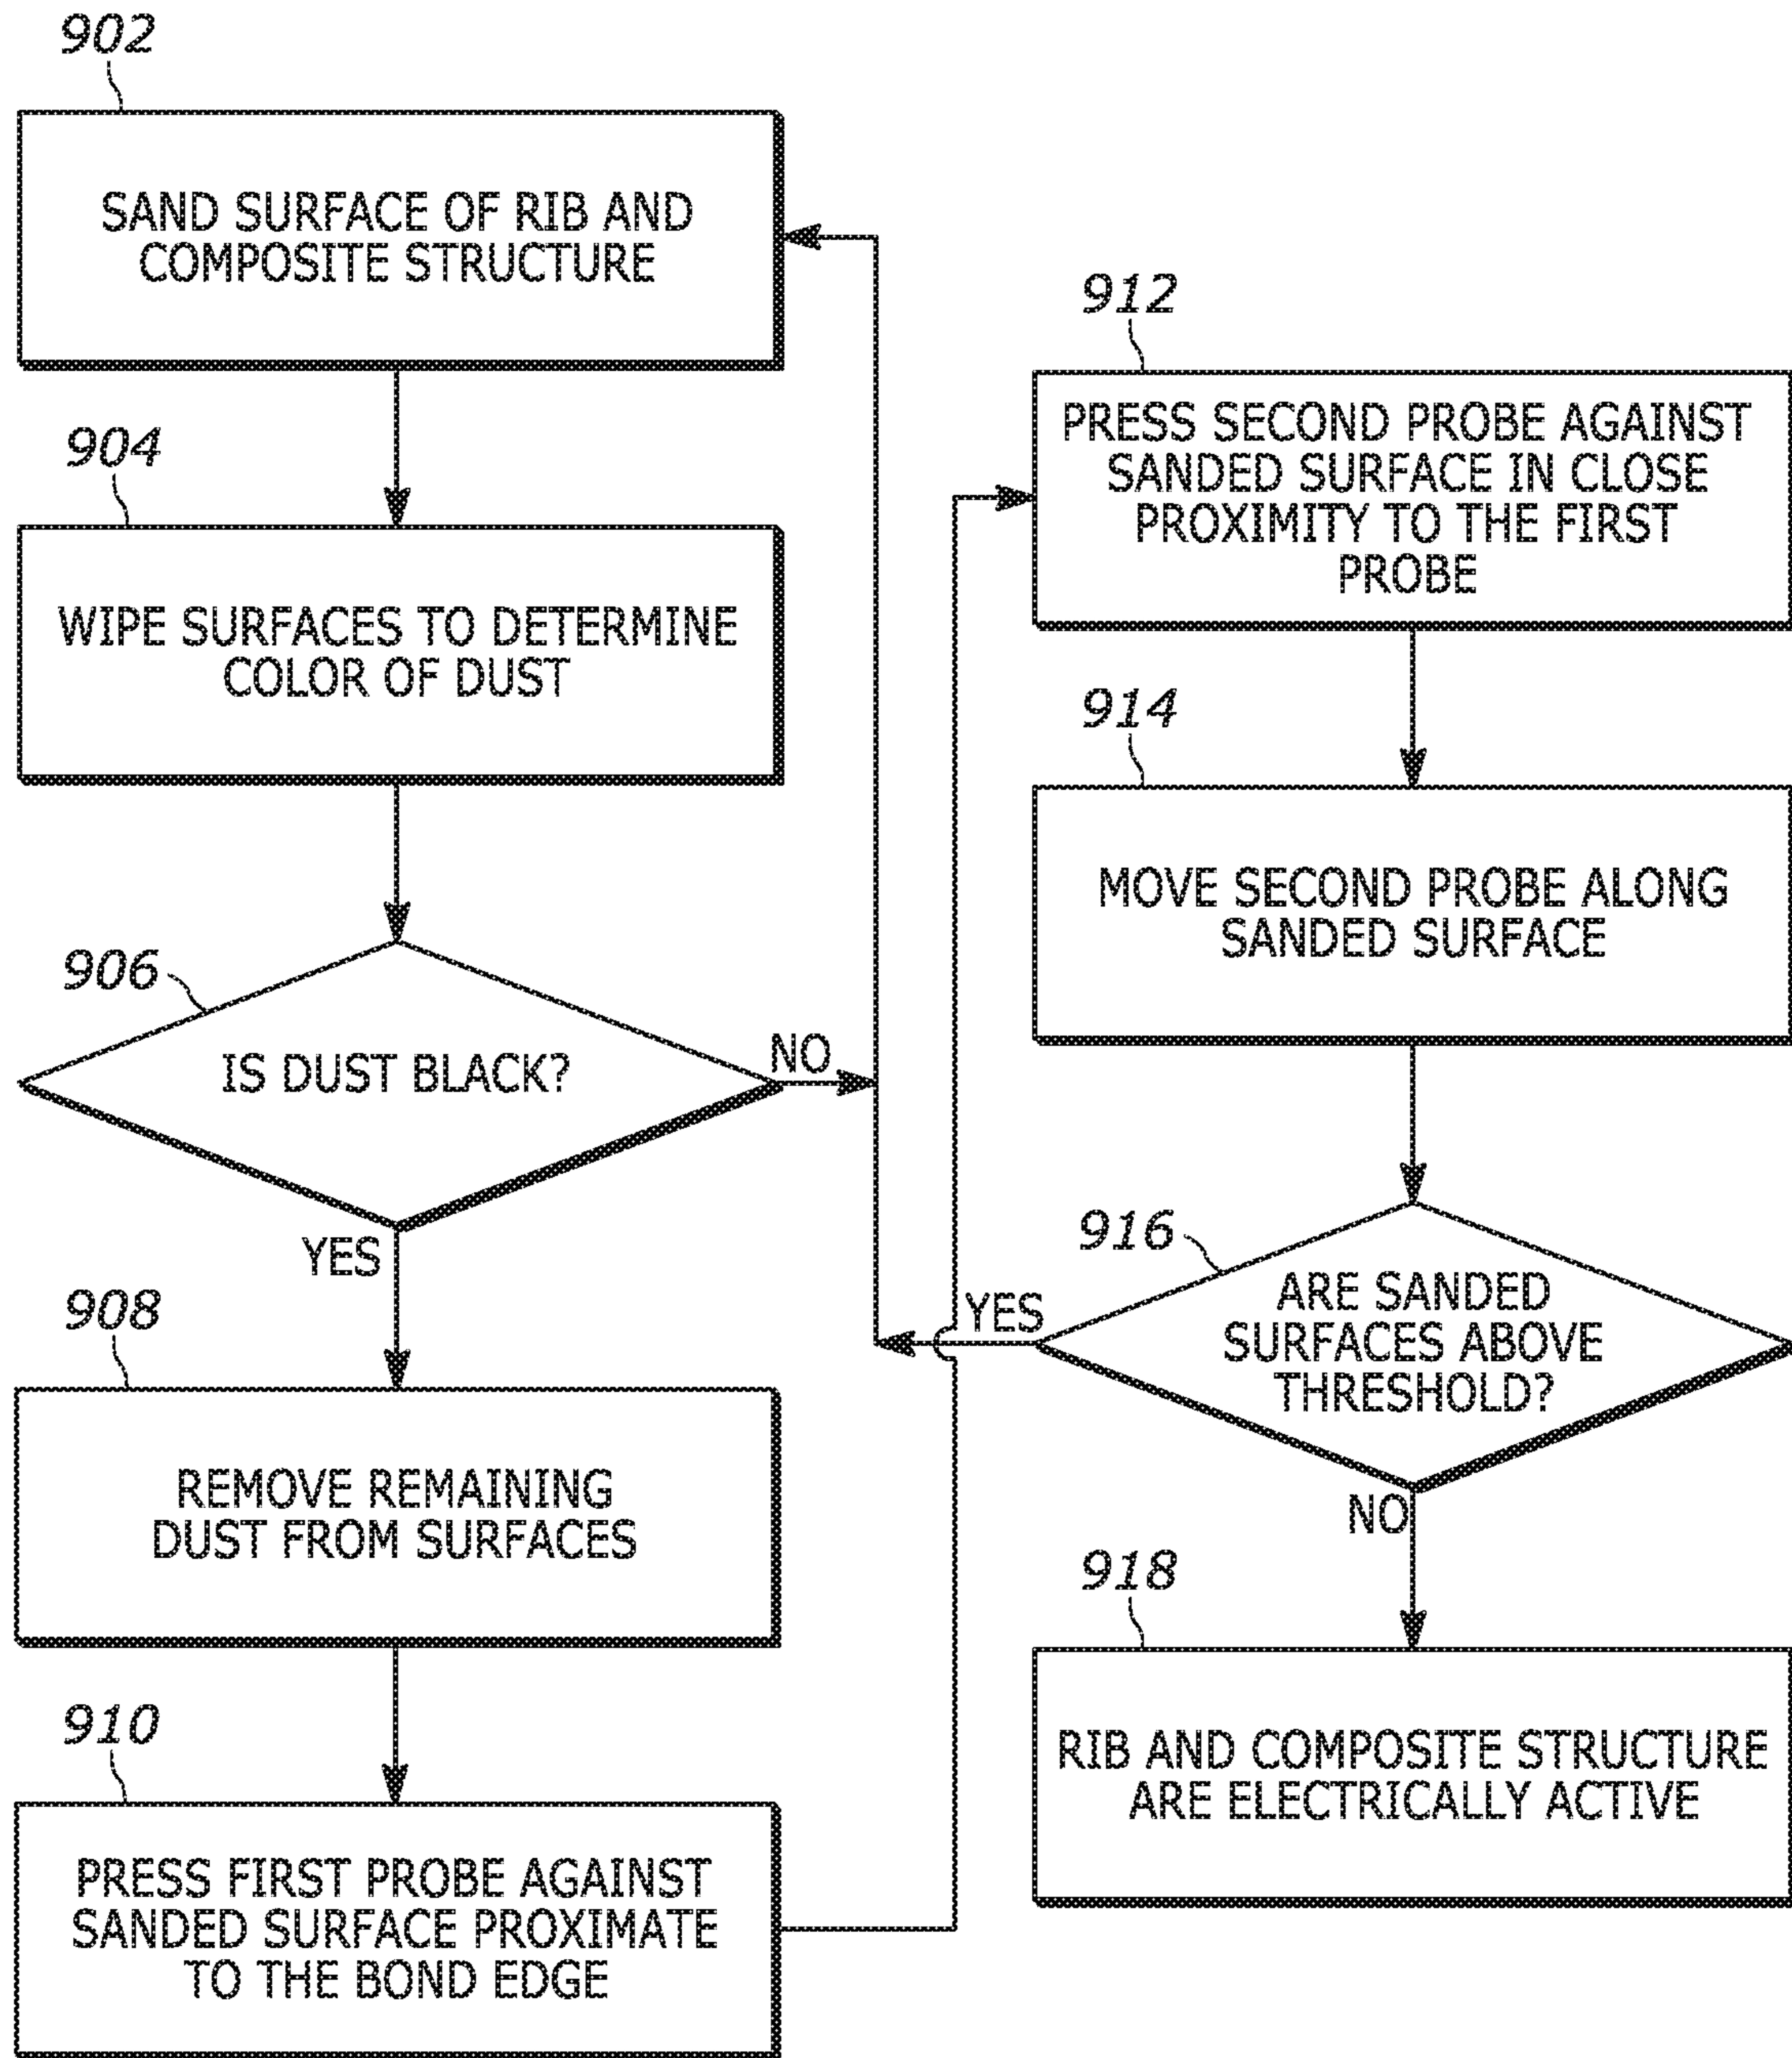 902
SAND SURFACE OF RIB AND
COMPOSITE STRUCTURE
904
WIPE SURFACES TO DETERMINE
COLOR OF DUST
906
IS DUST BLACK?
NO
YES
908
REMOVE REMAINING
DUST FROM SURFACES
910
PRESS FIRST PROBE AGAINST
SANDED SURFACE PROXIMATE
TO THE BOND EDGE
912
PRESS SECOND PROBE AGAINST
SANDED SURFACE IN CLOSE
PROXIMITY TO THE FIRST
PROBE
914
MOVE SECOND PROBE ALONG
SANDED SURFACE
916
YES
ARE SANDED
SURFACES ABOVE
THRESHOLD?
NO
918
RIB AND COMPOSITE STRUCTURE
ARE ELECTRICALLY ACTIVE